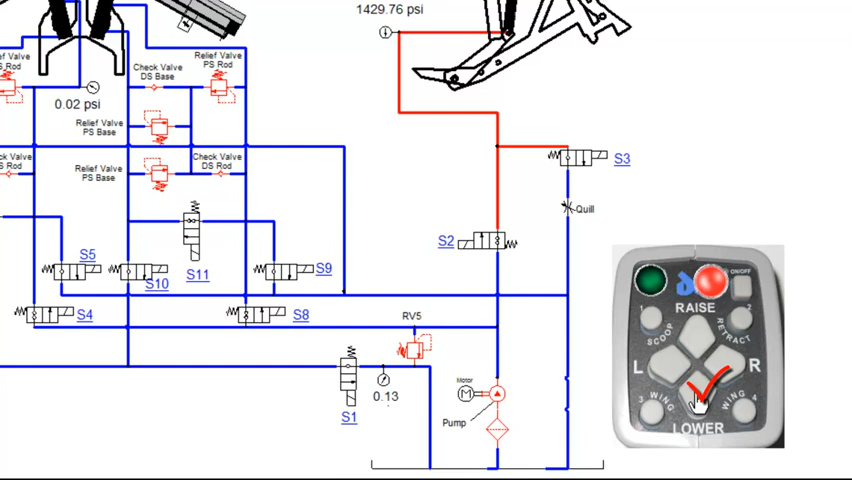 1429.76 psi
Relief Valve
PS Rod
Check Valve
DS Base
Relief Valve
PS Rod
0.02 psi
Relief Valve
PS Base
Check Valve
DS Rod
Relief Valve
PS Base
Check Valve
DS Rod
S3
Quill
S2
S5
S10
S11
S9
S4
S8
RV5
S1
0.13
Motor
M
Pump
ON/OFF
RAISE
1
2
SCOOP
RETRACT
L
R
3
WING
WING
4
LOWER